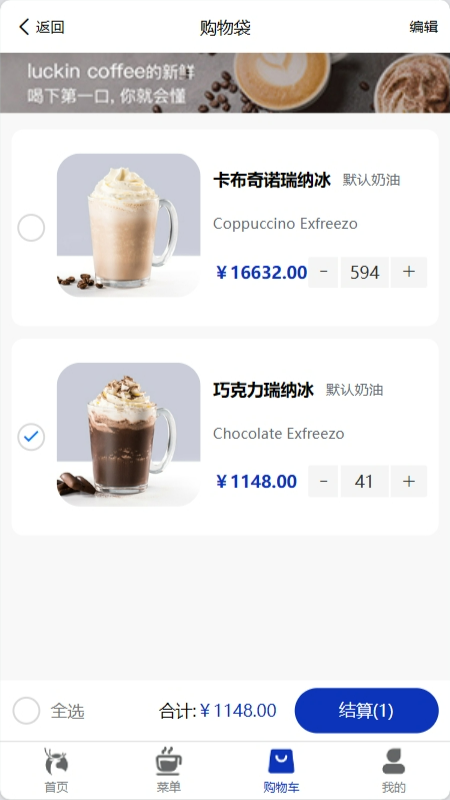 返回
购物袋
编辑
luckin coffee的新鲜
喝下第一口, 你就会懂
卡布奇诺瑞纳冰 默认奶油
Coppuccino Exfreezo
￥16632.00 - 594 +
巧克力瑞纳冰 默认奶油
Chocolate Exfreezo
￥1148.00 - 41 +
全选 合计:￥1148.00 结算(1)
首页 菜单 购物车 我的